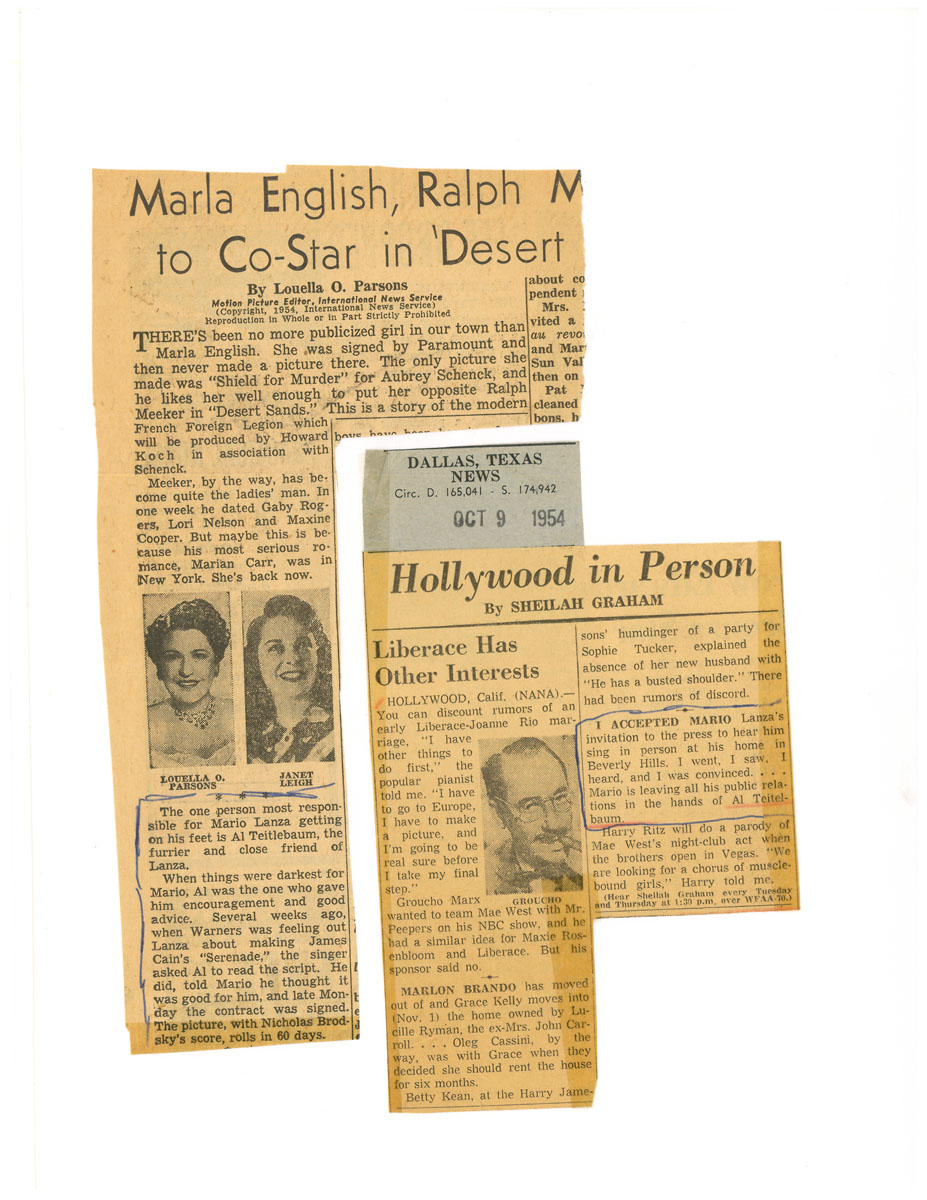 Marla English, Ralph M
to Co-Star in 'Desert
By Louella O. Parsons
Motion Picture Editor, International News Service
(Copyright, 1954, International News Service)
Reproduction in Whole or in Part Strictly Prohibited
THERE'S been no more publicized girl in our town than
Marla English. She was signed by Paramount and
then never made a picture there. The only picture she
made was "Shield for Murder" for Aubrey Schenck, and
he likes her well enough to put her opposite Ralph
Meeker in "Desert Sands." This is a story of the modern
French Foreign Legion which
will be produced by Howard
Koch in association with
Schenck.
Meeker, by the way, has be-
come quite the ladies' man. In
one week he dated Gaby Rog-
ers, Lori Nelson and Maxine
Cooper. But maybe this is be-
cause his most serious ro-
mance, Marian Carr, was in
New York. She's back now.
LOUELLA O.
PARSONS
JANET
LEIGH
The one person most respon-
sible for Mario Lanza getting
on his feet is Al Teitlebaum, the
furrier and close friend of
Lanza.
When things were darkest for
Mario, Al was the one who gave
him encouragement and good
advice. Several weeks ago,
when Warners was feeling out
Lanza about making James
Cain's "Serenade," the singer
asked Al to read the script. He
did, told Mario he thought it
was good for him, and late Mon-
day the contract was signed.
The picture, with Nicholas Brod-
sky's score, rolls in 60 days.
about co
pendent
Mrs.
vited a
au revo
and Mar
Sun Val
then on
Pat
cleaned
bons, h
DALLAS, TEXAS
NEWS
Circ. D. 165,041 - S. 174,942
OCT 9 1954
Hollywood in Person
By SHEILAH GRAHAM
Liberace Has
Other Interests
HOLLYWOOD, Calif. (NANA).—
You can discount rumors of an
early Liberace-Joanne Rio mar-
riage, "I have
other things to
do first," the
popular pianist
told me. "I have
to go to Europe,
I have to make
a picture, and
I'm going to be
real sure before
I take my final
step."
GROUCHO
Groucho Marx
wanted to team Mae West with Mr.
Peepers on his NBC show, and he
had a similar idea for Maxie Ros-
enbloom and Liberace. But his
sponsor said no.
MARLON BRANDO has moved
out of and Grace Kelly moves into
(Nov. 1) the home owned by Lu-
cille Ryman, the ex-Mrs. John Car-
roll. . . . Oleg Cassini, by the
way, was with Grace when they
decided she should rent the house
for six months.
Betty Kean, at the Harry Jame-
sons' humdinger of a party for
Sophie Tucker, explained the
absence of her new husband with
"He has a busted shoulder." There
had been rumors of discord.
I ACCEPTED MARIO Lanza's
invitation to the press to hear him
sing in person at his home in
Beverly Hills. I went, I saw, I
heard, and I was convinced. . . .
Mario is leaving all his public rela-
tions in the hands of Al Teitel-
baum.
Harry Ritz will do a parody of
Mae West's night-club act when
the brothers open in Vegas. "We
are looking for a chorus of muscle-
bound girls," Harry told me.
(Hear Sheilah Graham every Tuesday
and Thursday at 1:30 p.m. over WFAA-70.)